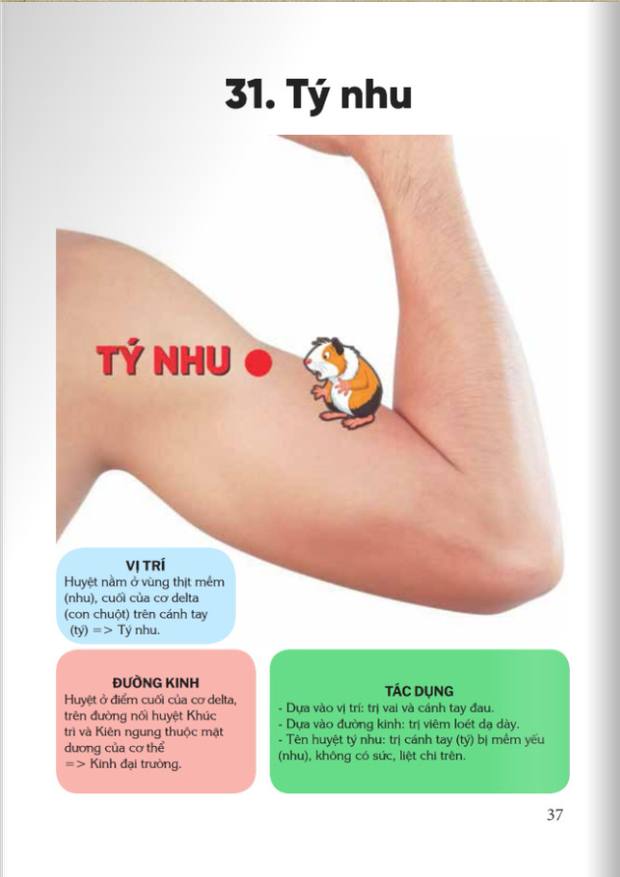 31. Tý nhu
TÝ NHU
VỊ TRÍ
Huyệt nằm ở vùng thịt mềm
(nhu), cuối của cơ delta
(con chuột) trên cánh tay
(tý) => Tý nhu.
ĐƯỜNG KINH
Huyệt ở điểm cuối của cơ delta,
trên đường nối huyệt Khúc
trì và Kiên ngung thuộc mặt
dương của cơ thể
=> Kinh đại trường.
TÁC DỤNG
- Dựa vào vị trí: trị vai và cánh tay đau.
- Dựa vào đường kinh: trị viêm loét dạ dày.
- Tên huyệt tý nhu: trị cánh tay (tý) bị mềm yếu
(nhu), không có sức, liệt chi trên.
37